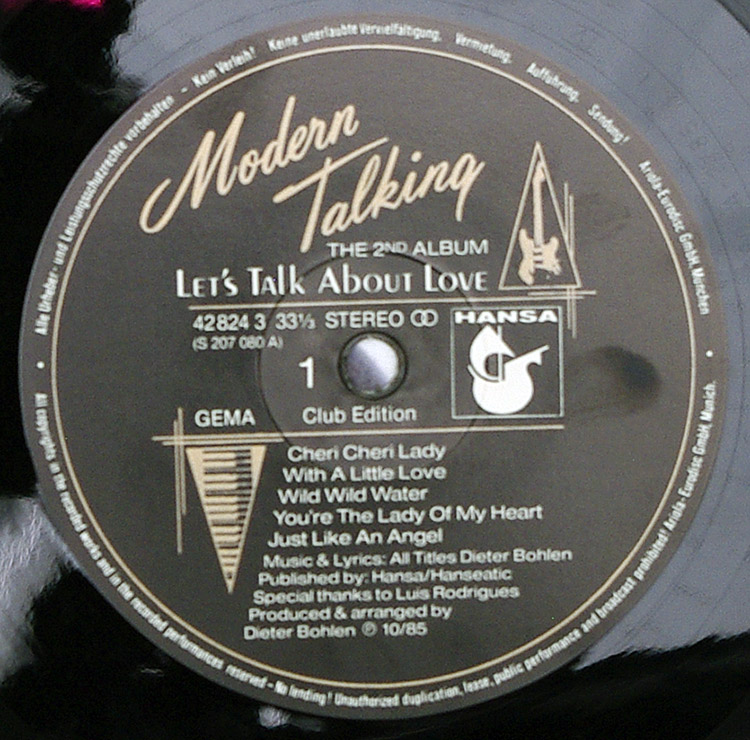 Alle Urheber- und Leistungsschutzrechte vorbehalten - Kein Verleih! Keine unerlaubte Vervielfältigung, Vermietung, Aufführung, Sendung! Ariola-Eurodisc GmbH, München
Modern
Talking
THE 2ND ALBUM
LET'S TALK ABOUT LOVE
42 824 3 33⅓ STEREO
(S 207 080 A)
HANSA
1
GEMA
Club Edition
Cheri Cheri Lady
With A Little Love
Wild Wild Water
You're The Lady Of My Heart
Just Like An Angel
Music & Lyrics: All Titles Dieter Bohlen
Published by: Hansa/Hanseatic
Special thanks to Luis Rodrigues
Produced & arranged by
Dieter Bohlen ℗ 10/85
All copyrights in the recorded works and in the recorded performances reserved - No lending! Unauthorized duplication, lease, public performance and broadcast prohibited! Ariola-Eurodisc GmbH, Munich.